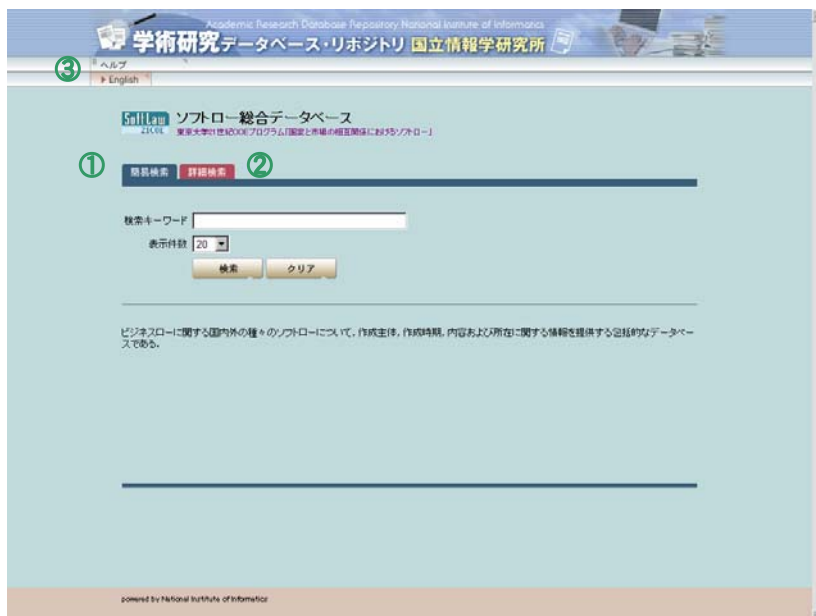 Academic Research Database Repository National Institute of Informatics
学術研究データベース・リポジトリ 国立情報学研究所
③
ヘルプ
English
SoftLaw ソフトロー総合データベース
21COE 東京大学21世紀COEプログラム「国家と市場の相互関係におけるソフトロー」
① 簡易検索 詳細検索 ②
検索キーワード
表示件数 20
検索 クリア
ビジネスローに関する国内外の種々のソフトローについて、作成主体、作成時期、内容および所在に関する情報を提供する包括的なデータベー
スである。
powered by National Institute of Informatics